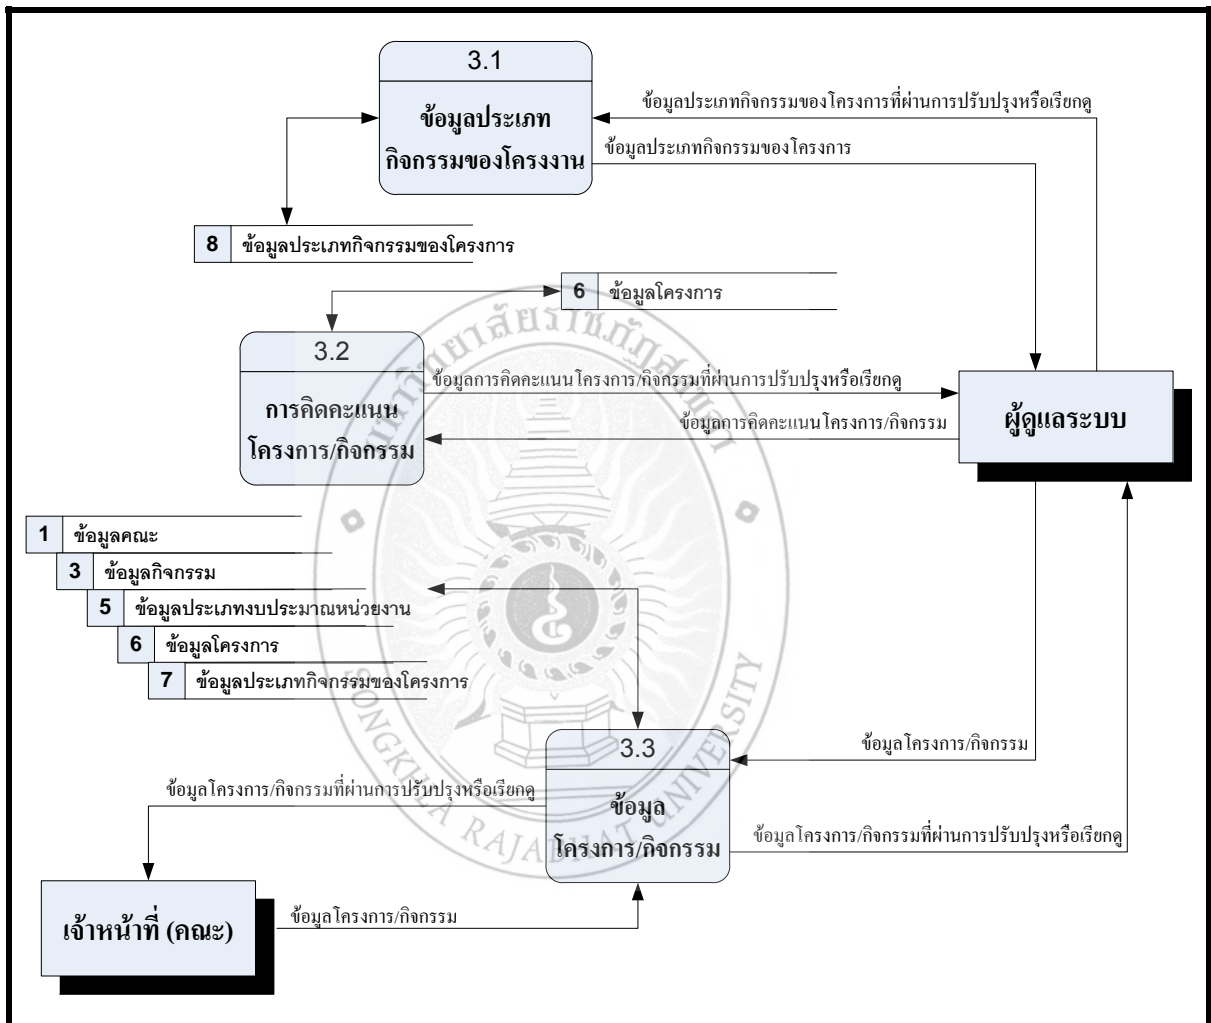 3.1
ข้อมูลประเภท
กิจกรรมของโครงงาน
ข้อมูลประเภทกิจกรรมของโครงการที่ผ่านการปรับปรุงหรือเรียกดู
ข้อมูลประเภทกิจกรรมของโครงการ
8 ข้อมูลประเภทกิจกรรมของโครงการ
6 ข้อมูลโครงการ
3.2
การคิดคะแนน
โครงการ/กิจกรรม
ข้อมูลการคิดคะแนนโครงการ/กิจกรรมที่ผ่านการปรับปรุงหรือเรียกดู
ข้อมูลการคิดคะแนนโครงการ/กิจกรรม
ผู้ดูแลระบบ
1 ข้อมูลคณะ
3 ข้อมูลกิจกรรม
5 ข้อมูลประเภทงบประมาณหน่วยงาน
6 ข้อมูลโครงการ
7 ข้อมูลประเภทกิจกรรมของโครงการ
3.3
ข้อมูล
โครงการ/กิจกรรม
ข้อมูลโครงการ/กิจกรรม
ข้อมูลโครงการ/กิจกรรมที่ผ่านการปรับปรุงหรือเรียกดู
ข้อมูลโครงการ/กิจกรรมที่ผ่านการปรับปรุงหรือเรียกดู
เจ้าหน้าที่ (คณะ)
ข้อมูลโครงการ/กิจกรรม
มหาวิทยาลัยราชภัฏสงขลา
SONGKHLA RAJABHAT UNIVERSITY